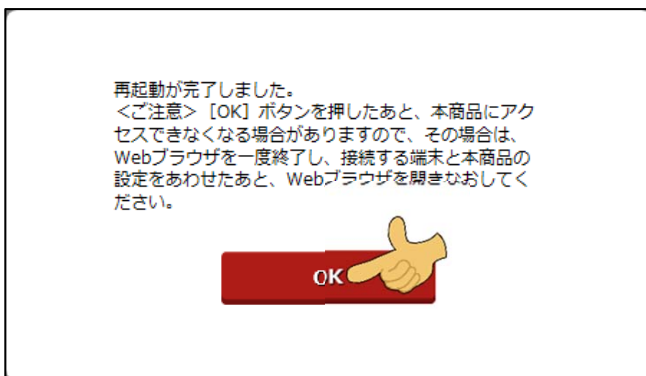 再起動が完了しました。
＜ご注意＞［OK］ボタンを押したあと、本商品にアク
セスできなくなる場合がありますので、その場合は、
Webブラウザを一度終了し、接続する端末と本商品の
設定をあわせたあと、Webブラウザを開きなおしてく
ださい。
OK